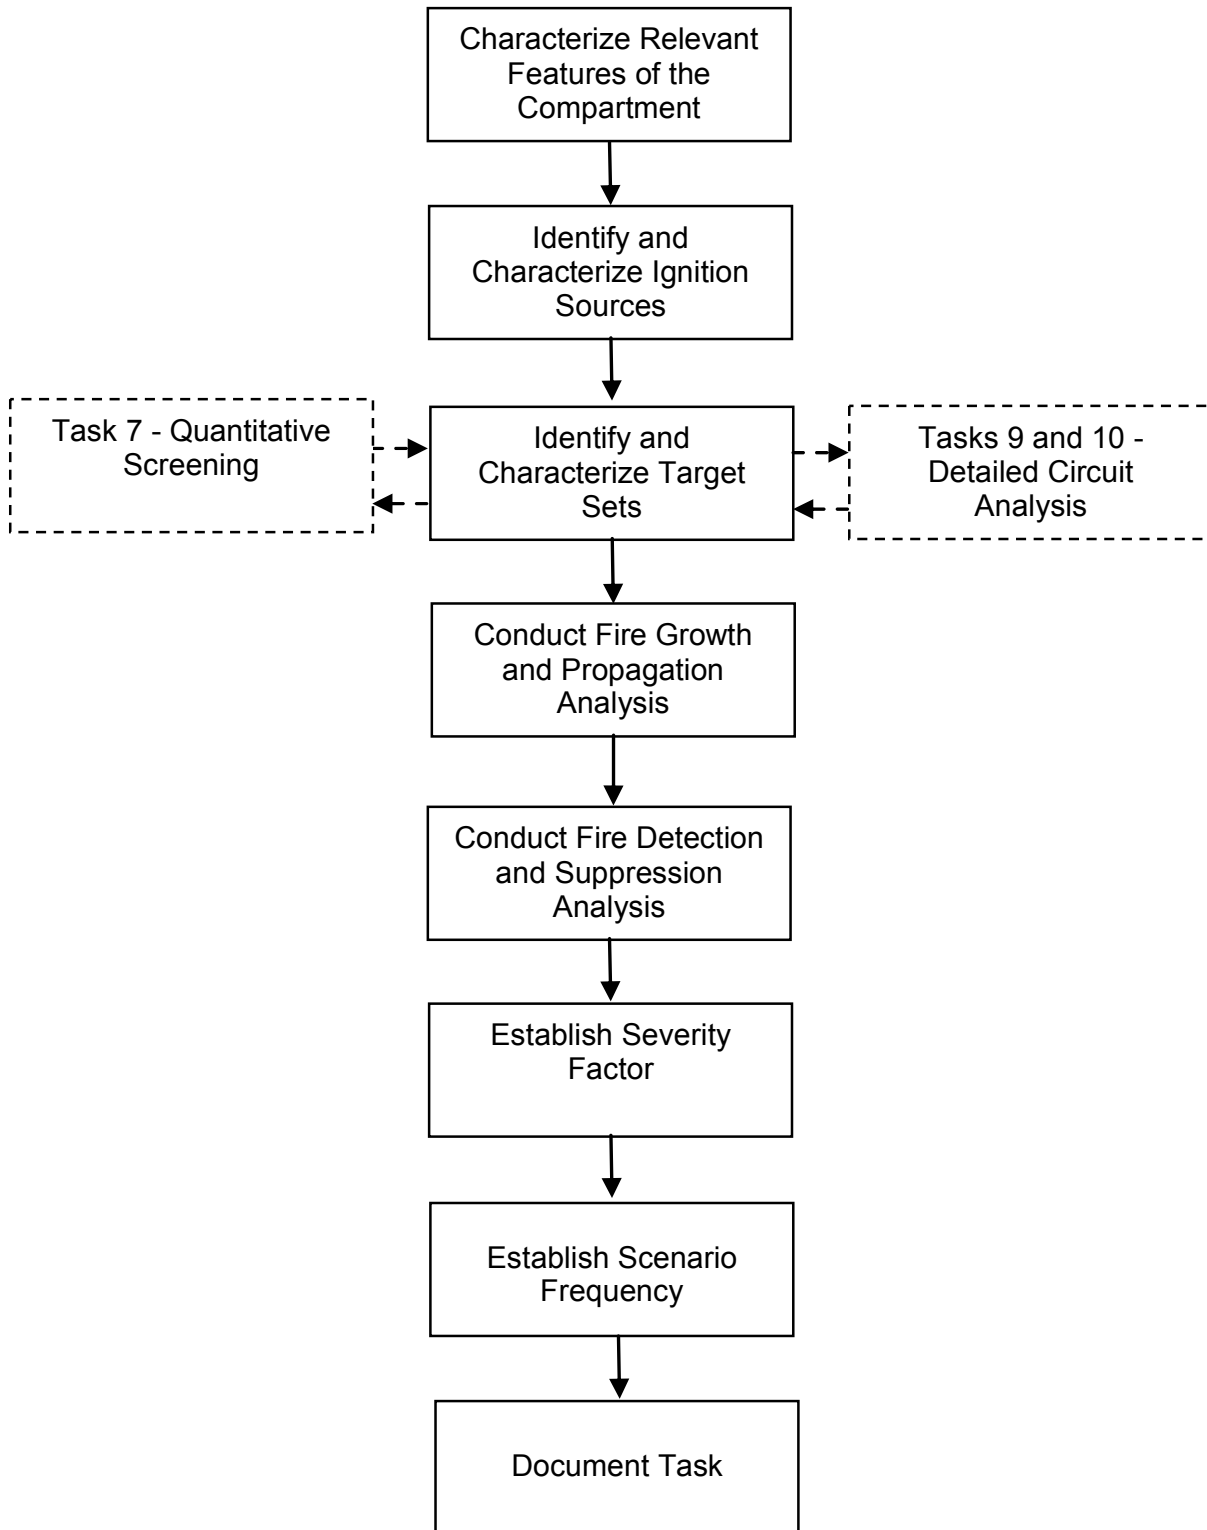 Characterize Relevant
Features of the
Compartment
Identify and
Characterize Ignition
Sources
Task 7 - Quantitative
Screening
Identify and
Characterize Target
Sets
Tasks 9 and 10 -
Detailed Circuit
Analysis
Conduct Fire Growth
and Propagation
Analysis
Conduct Fire Detection
and Suppression
Analysis
Establish Severity
Factor
Establish Scenario
Frequency
Document Task